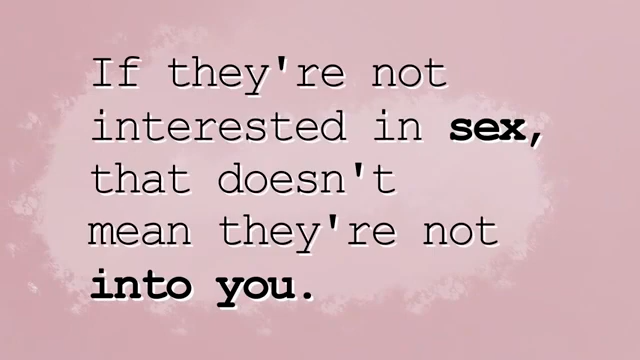 If they're not
interested in sex,
that doesn't
mean they're not
into you.